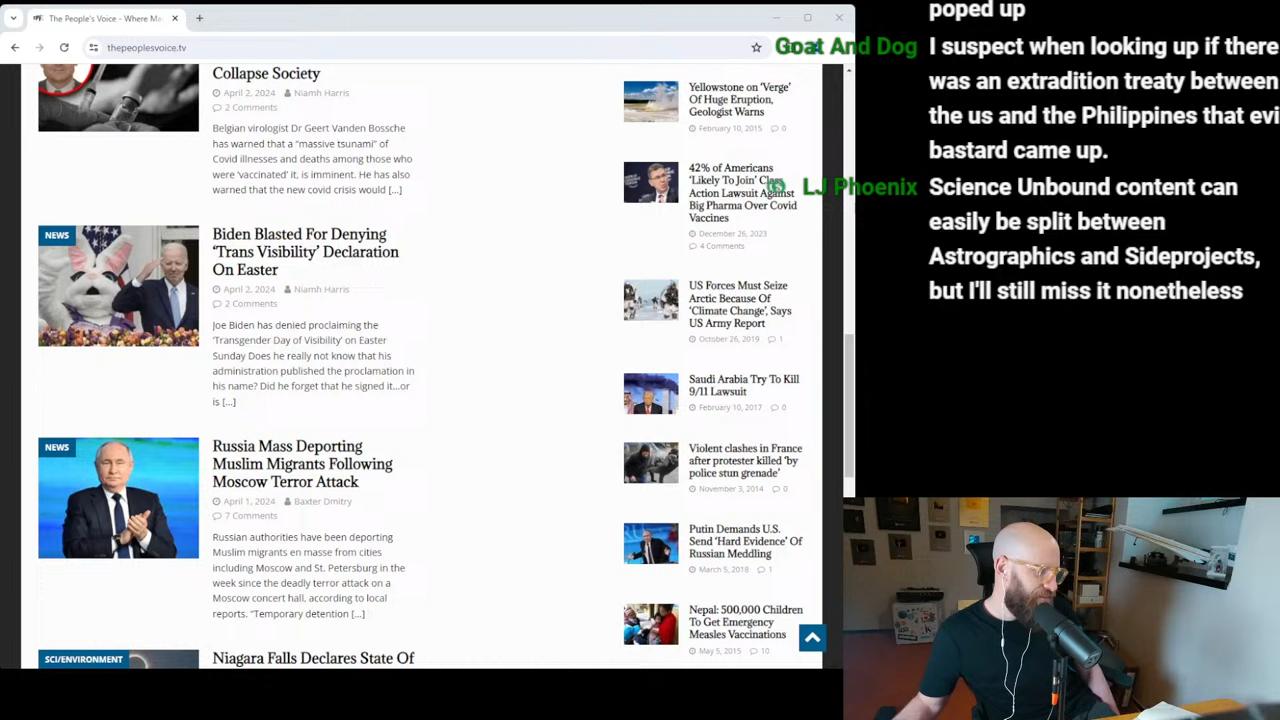 The People's Voice - Where Ma
thepeoplesvoice.tv
Collapse Society
April 2, 2024 Niamh Harris
2 Comments
Belgian virologist Dr Geert Vanden Bossche
has warned that a “massive tsunami” of
Covid illnesses and deaths among those who
were ‘vaccinated’ it, is imminent. He has also
warned that the new covid crisis would [...]
NEWS
Biden Blasted For Denying
‘Trans Visibility’ Declaration
On Easter
April 2, 2024 Niamh Harris
2 Comments
Joe Biden has denied proclaiming the
‘Transgender Day of Visibility’ on Easter
Sunday Does he really not know that his
administration published the proclamation in
his name? Did he forget that he signed it...or
is [...]
NEWS
Russia Mass Deporting
Muslim Migrants Following
Moscow Terror Attack
April 1, 2024 Baxter Dmitry
7 Comments
Russian authorities have been deporting
Muslim migrants en masse from cities
including Moscow and St. Petersburg in the
week since the deadly terror attack on a
Moscow concert hall, according to local
reports. “Temporary detention [...]
SCI/ENVIRONMENT
Niagara Falls Declares State Of
Yellowstone on ‘Verge’
Of Huge Eruption,
Geologist Warns
February 10, 2015 0
42% of Americans
‘Likely To Join’ Class
Action Lawsuit Against
Big Pharma Over Covid
Vaccines
December 26, 2023
4 Comments
US Forces Must Seize
Arctic Because Of
‘Climate Change’, Says
US Army Report
October 26, 2019 1
Saudi Arabia Try To Kill
9/11 Lawsuit
February 10, 2017 0
Violent clashes in France
after protester killed ‘by
police stun grenade’
November 3, 2014 0
Putin Demands U.S.
Send ‘Hard Evidence’ Of
Russian Meddling
March 5, 2018 1
Nepal: 500,000 Children
To Get Emergency
Measles Vaccinations
May 5, 2015 10
poped up
Goat And Dog I suspect when looking up if there
was an extradition treaty between
the us and the Philippines that evi
bastard came up.
LJ Phoenix Science Unbound content can
easily be split between
Astrographics and Sideprojects,
but I'll still miss it nonetheless